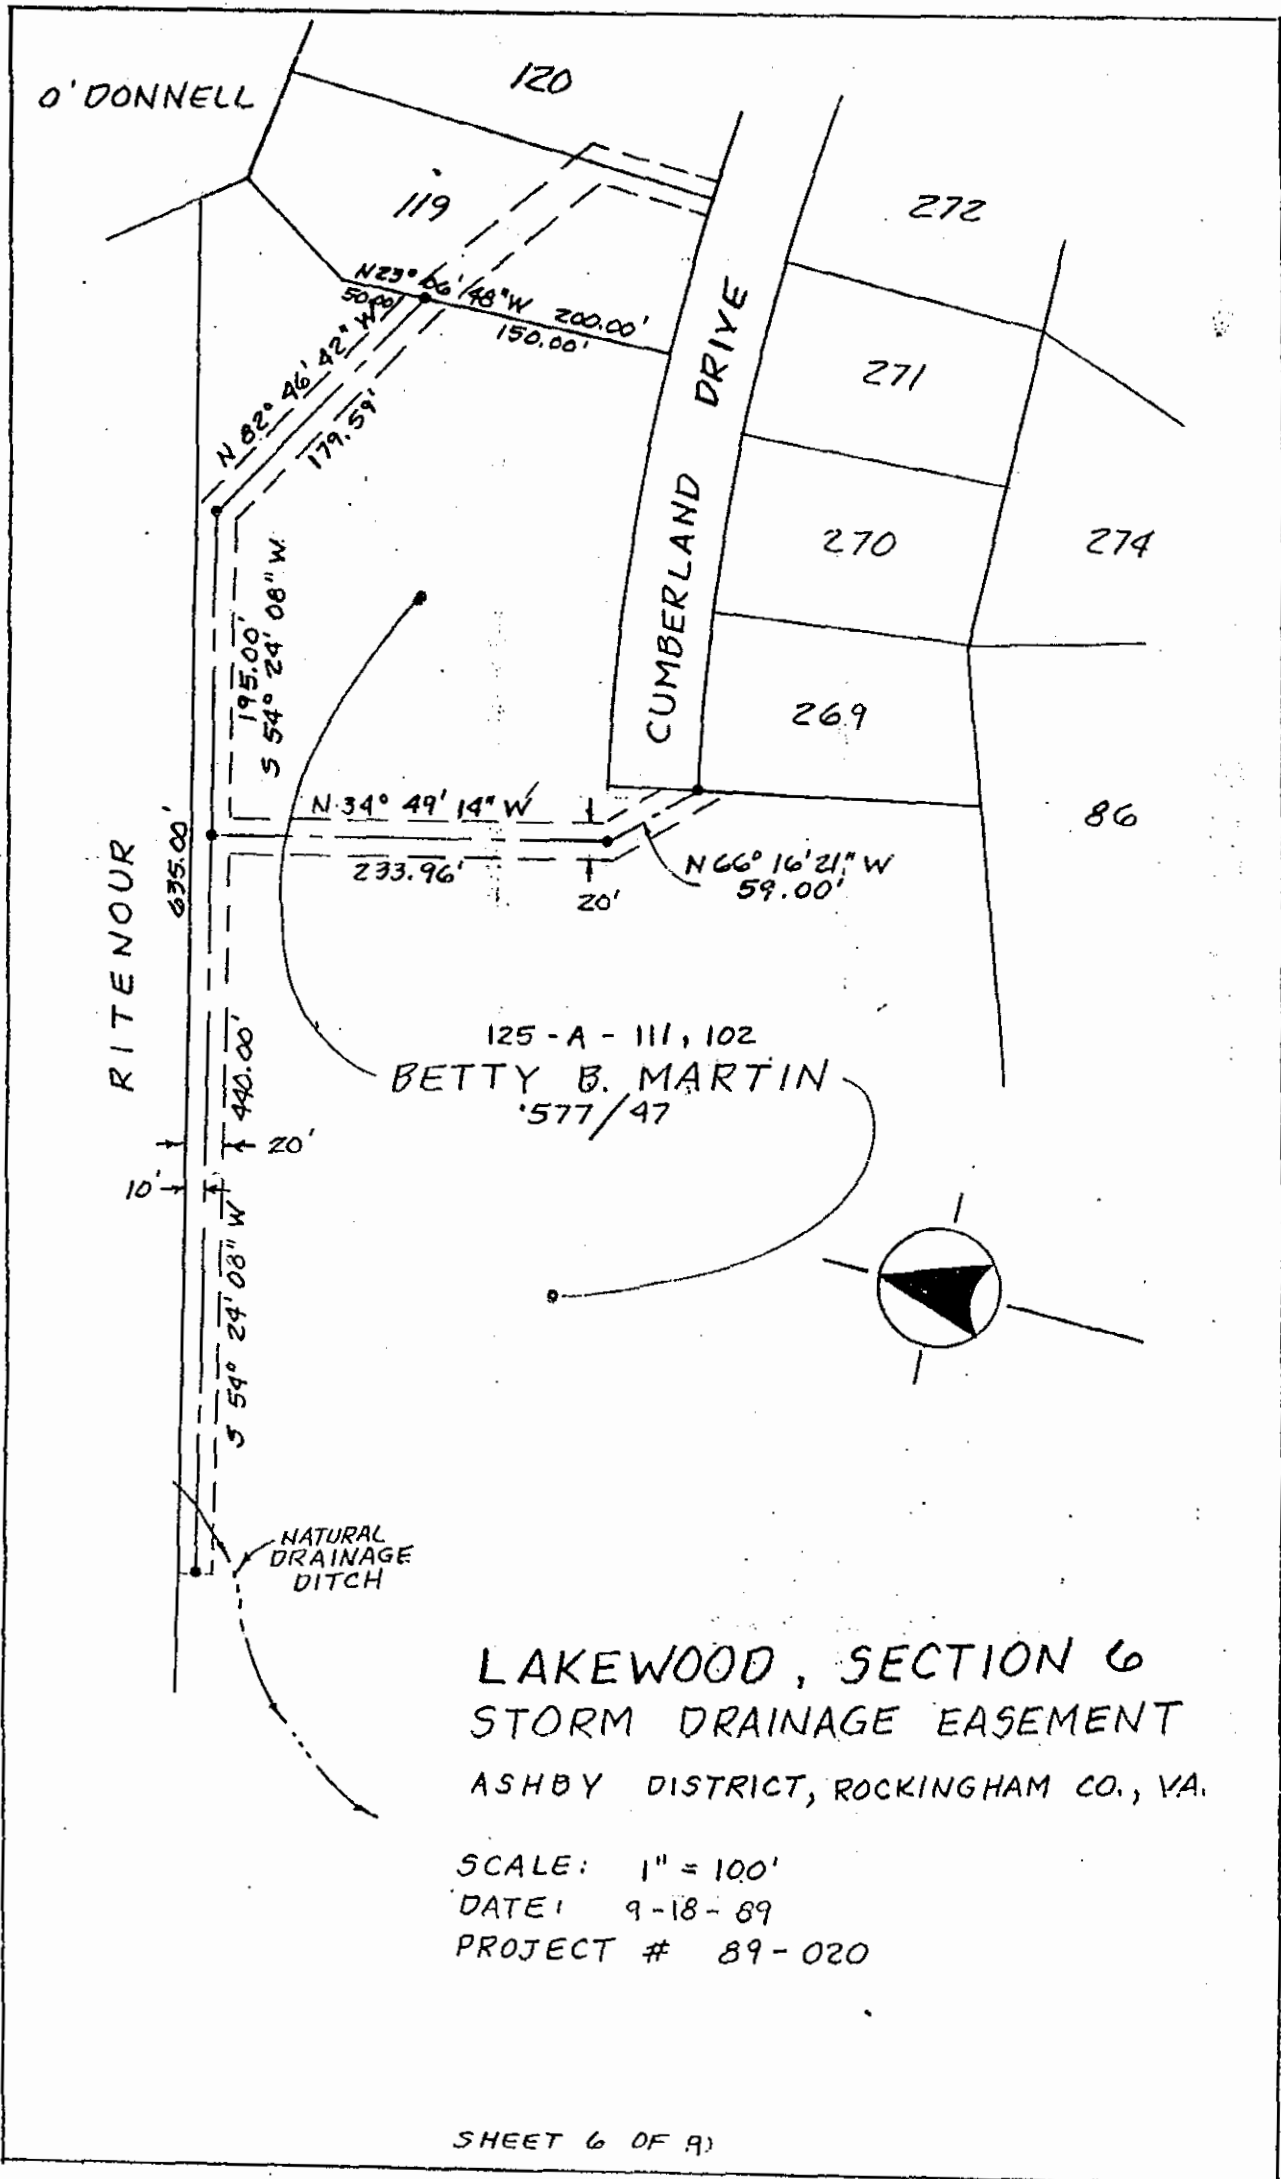 O'DONNELL
120
119
272
N 23° 06' 48" W
50.00
200.00'
150.00'
N 82° 46' 42" W
179.59'
CUMBERLAND DRIVE
271
270
274
269
86
195.00'
S 54° 24' 08" W
N 34° 49' 14" W
233.96'
20'
N 66° 16' 21" W
59.00'
RITENOUR
635.00'
125 - A - 111, 102
BETTY B. MARTIN
577/47
440.00'
20'
10'
S 54° 24' 08" W
NATURAL
DRAINAGE
DITCH
LAKEWOOD, SECTION 6
STORM DRAINAGE EASEMENT
ASHBY DISTRICT, ROCKINGHAM CO., VA.
SCALE: 1" = 100'
DATE: 9-18-89
PROJECT # 89-020
SHEET 6 OF